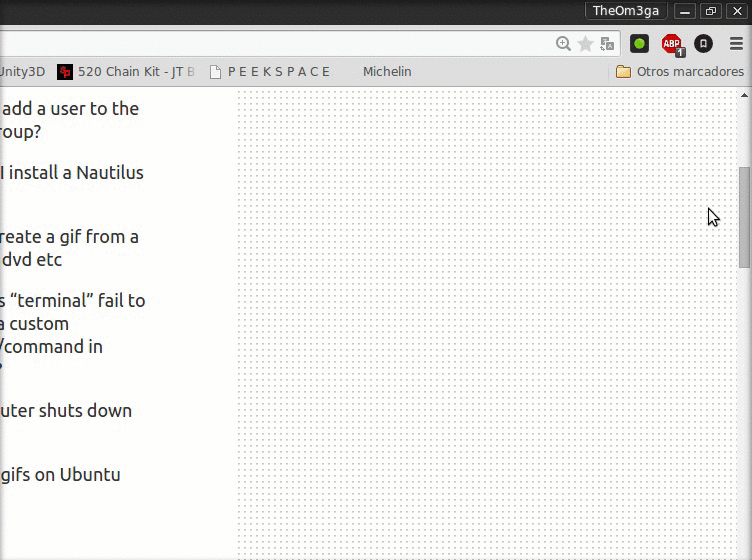 TheOm3ga
ABP
1
Unity3D 520 Chain Kit - JT B PEEKSPACE Michelin Otros marcadores
add a user to the
roup?
I install a Nautilus
reate a gif from a
dvd etc
s “terminal” fail to
a custom
/command in
?
uter shuts down
gifs on Ubuntu